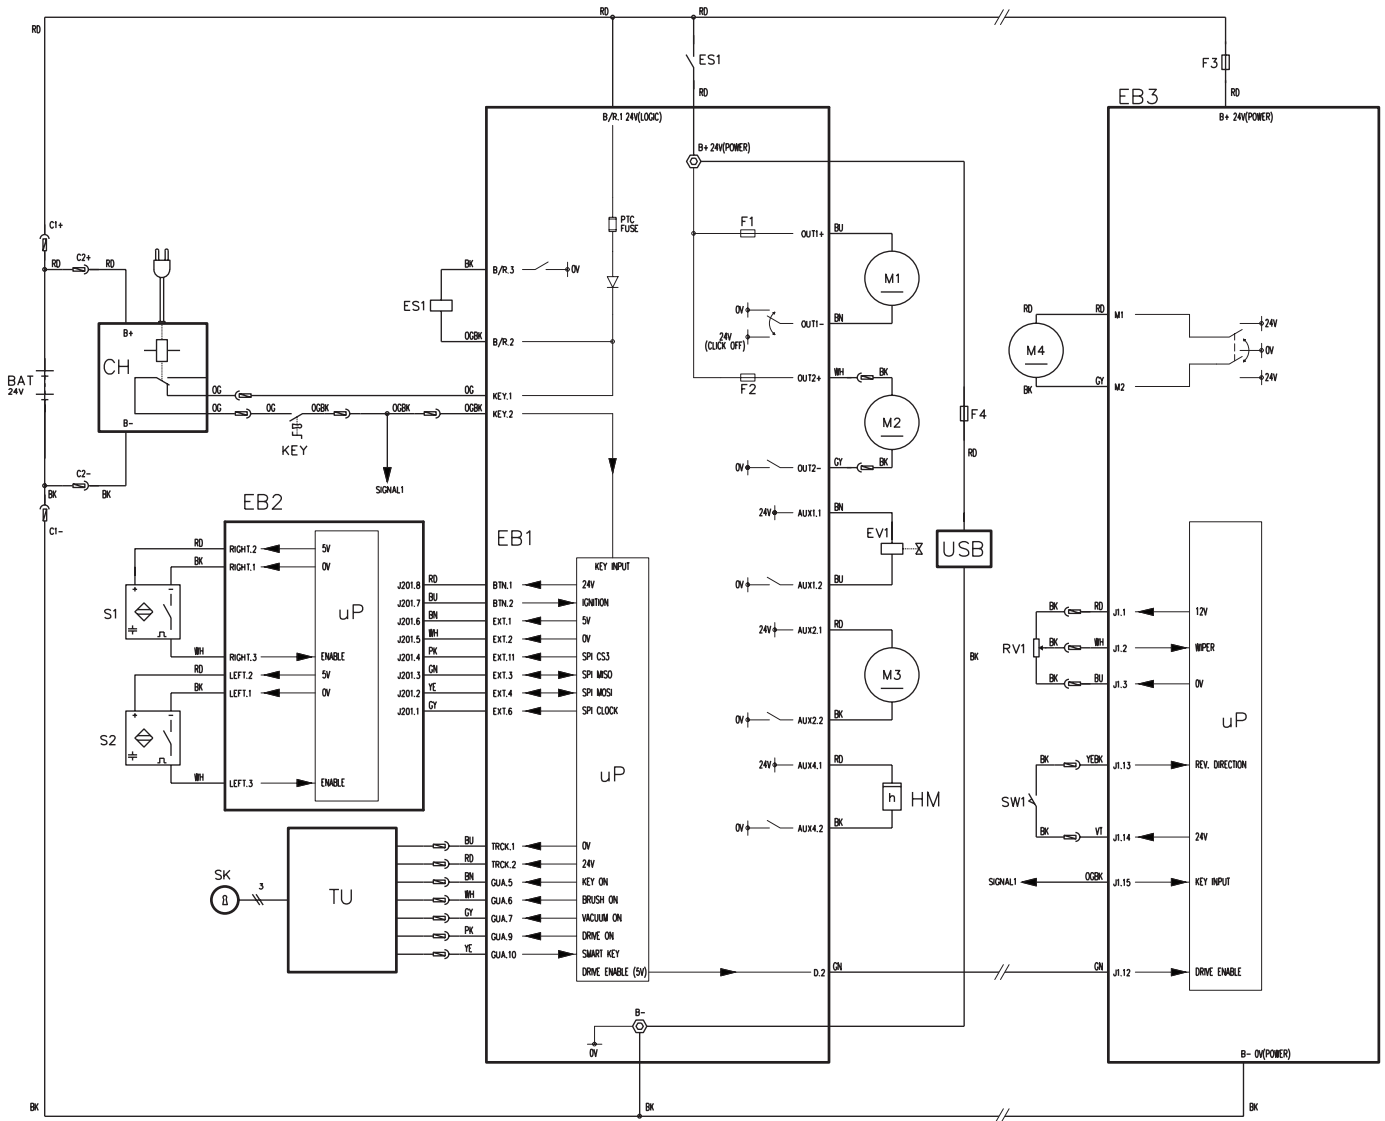 RD RD RD
RD
ES1
F3
RD RD
EB3
B/R.1 24V(LOGIC) B+ 24V(POWER)
B+ 24V(POWER)
C1+
PTC
FUSE
F1 OUT1+ BU
C2+
RD RD
BK B/R.3 0V
M1
ES1
0V
24V
(CLICK OFF)
OUT1- BN
RD RD M1 24V
B+
OGBK B/R.2
CH
M4 0V
BAT
24V
F2 OUT2+ WH BK
GY M2 24V
BK
OG OG KEY.1
OG OG OGBK OGBK OGBK KEY.2
B-
KEY
M2
F4
RD
C2-
BK BK
SIGNAL1
0V OUT2- GY BK
EB2
C1-
24V AUX1.1 BN
EB1
EV1
USB
RD RIGHT.2 5V
BK RIGHT.1 0V
KEY INPUT
J201.8 RD BTN.1 24V
0V AUX1.2 BU
J201.7 BU BTN.2 IGNITION
S1 + - uP
J201.6 BN EXT.1 5V
BK RD J1.1 12V
J201.5 WH EXT.2 0V
24V AUX2.1 RD
WH RIGHT.3 ENABLE
J201.4 PK EXT.11 SPI CS3
BK
RV1 BK WH J1.2 WIPER
RD LEFT.2 5V
J201.3 GN EXT.3 SPI MISO
M3
BK LEFT.1 0V
J201.2 YE EXT.4 SPI MOSI
BK BU J1.3 0V
J201.1 GY EXT.6 SPI CLOCK
S2 + -
0V AUX2.2 BK
uP
uP
24V AUX4.1 RD
BK YEBK J1.13 REV. DIRECTION
WH LEFT.3 ENABLE
h HM
SW1
0V AUX4.2 BK
BK VT J1.14 24V
BU TRCK.1 0V
RD TRCK.2 24V
SK 3 TU
BN GUA.5 KEY ON
SIGNAL1 OGBK J1.15 KEY INPUT
WH GUA.6 BRUSH ON
GY GUA.7 VACUUM ON
PK GUA.9 DRIVE ON
YE GUA.10 SMART KEY
DRIVE ENABLE (5V) D.2 GN GN J1.12 DRIVE ENABLE
B-
0V
B- 0V(POWER)
BK BK BK